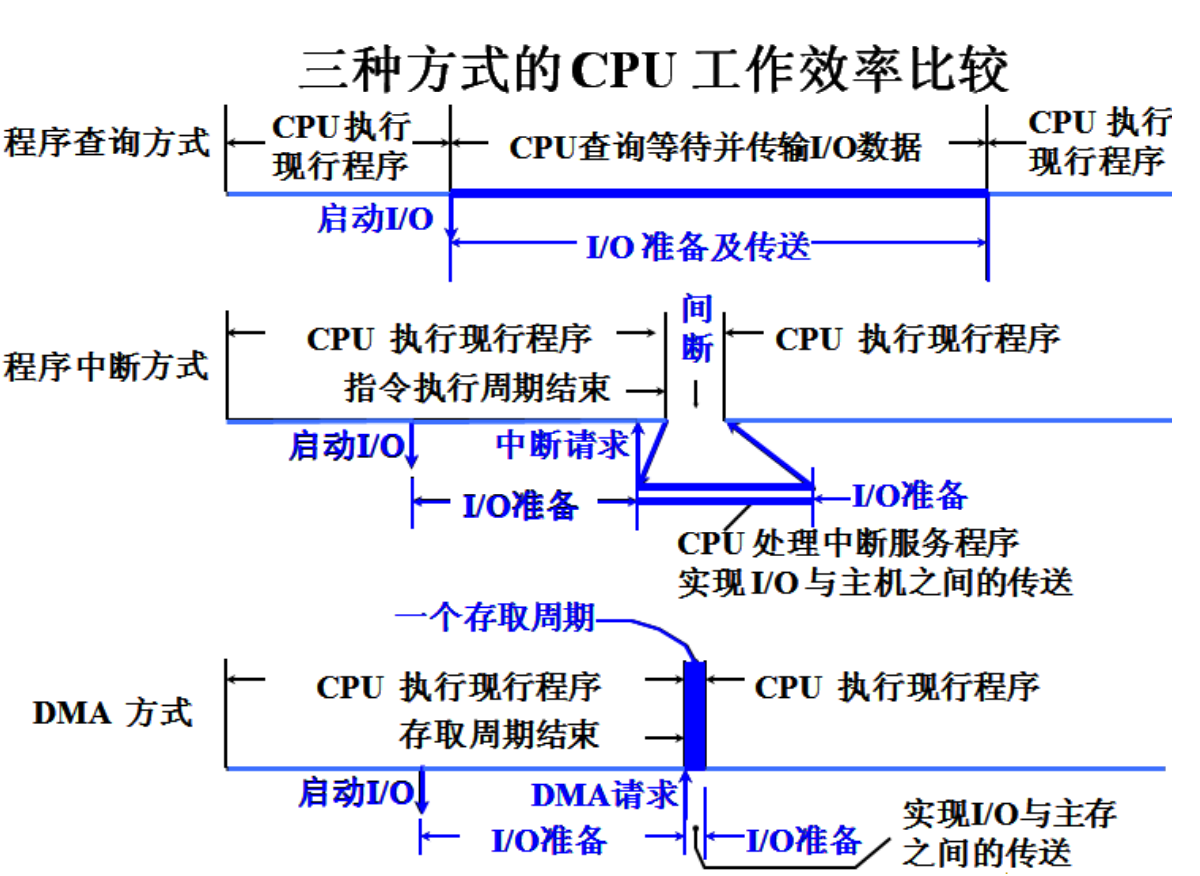 三种方式的CPU 工作效率比较
程序查询方式
CPU执行
现行程序
CPU查询等待并传输I/O数据
CPU 执行
现行程序
启动I/O
I/O 准备及传送
程序中断方式
CPU 执行现行程序
间
断
CPU 执行现行程序
指令执行周期结束
启动I/O
中断请求
I/O准备
I/O准备
CPU 处理中断服务程序
实现 I/O 与主机之间的传送
一个存取周期
DMA 方式
CPU 执行现行程序
CPU 执行现行程序
存取周期结束
启动I/O
DMA请求
I/O准备
I/O准备
实现I/O与主存
之间的传送